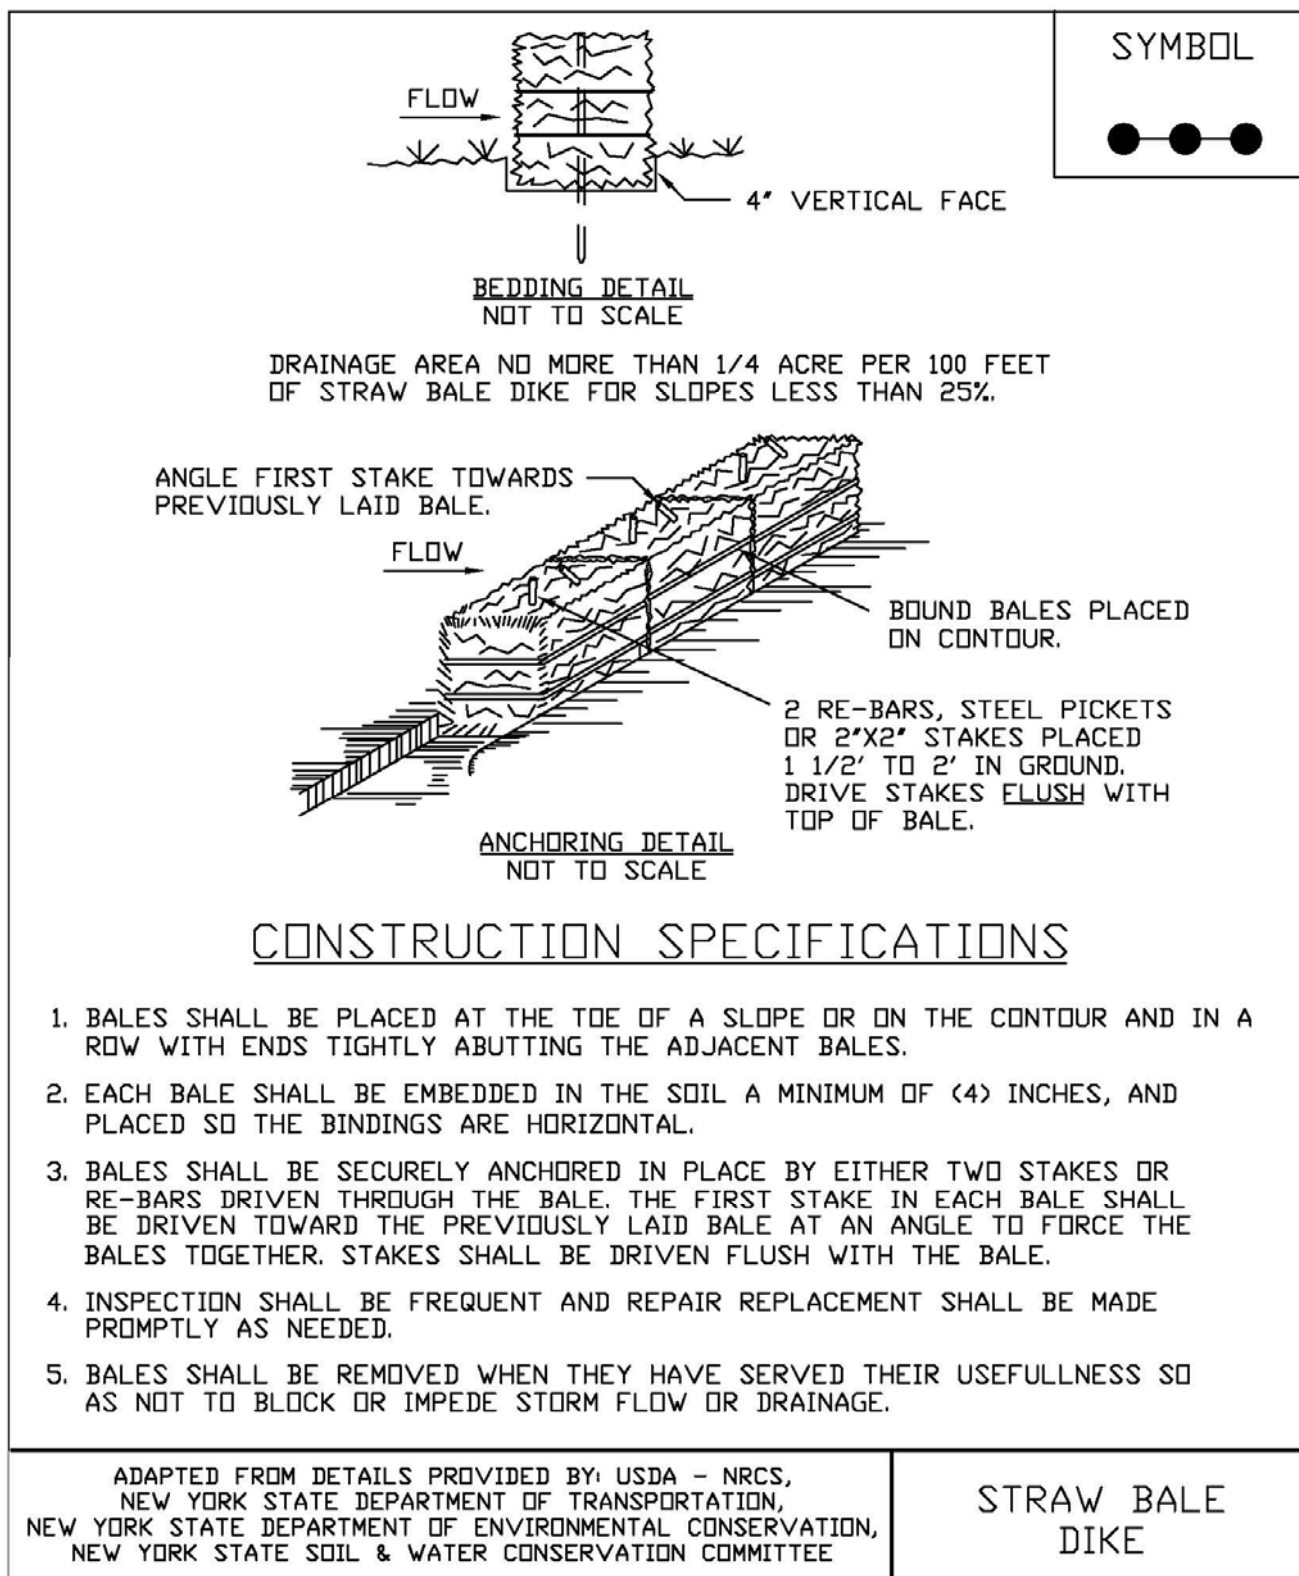 SYMBOL
FLOW
4" VERTICAL FACE
BEDDING DETAIL
NOT TO SCALE
DRAINAGE AREA NO MORE THAN 1/4 ACRE PER 100 FEET
OF STRAW BALE DIKE FOR SLOPES LESS THAN 25%.
ANGLE FIRST STAKE TOWARDS
PREVIOUSLY LAID BALE.
FLOW
BOUND BALES PLACED
ON CONTOUR.
2 RE-BARS, STEEL PICKETS
OR 2"X2" STAKES PLACED
1 1/2' TO 2' IN GROUND.
DRIVE STAKES FLUSH WITH
TOP OF BALE.
ANCHORING DETAIL
NOT TO SCALE
CONSTRUCTION SPECIFICATIONS
1. BALES SHALL BE PLACED AT THE TOE OF A SLOPE OR ON THE CONTOUR AND IN A
ROW WITH ENDS TIGHTLY ABUTTING THE ADJACENT BALES.
2. EACH BALE SHALL BE EMBEDDED IN THE SOIL A MINIMUM OF (4) INCHES, AND
PLACED SO THE BINDINGS ARE HORIZONTAL.
3. BALES SHALL BE SECURELY ANCHORED IN PLACE BY EITHER TWO STAKES OR
RE-BARS DRIVEN THROUGH THE BALE. THE FIRST STAKE IN EACH BALE SHALL
BE DRIVEN TOWARD THE PREVIOUSLY LAID BALE AT AN ANGLE TO FORCE THE
BALES TOGETHER. STAKES SHALL BE DRIVEN FLUSH WITH THE BALE.
4. INSPECTION SHALL BE FREQUENT AND REPAIR REPLACEMENT SHALL BE MADE
PROMPTLY AS NEEDED.
5. BALES SHALL BE REMOVED WHEN THEY HAVE SERVED THEIR USEFULLNESS SO
AS NOT TO BLOCK OR IMPEDE STORM FLOW OR DRAINAGE.
ADAPTED FROM DETAILS PROVIDED BY: USDA - NRCS,
NEW YORK STATE DEPARTMENT OF TRANSPORTATION,
NEW YORK STATE DEPARTMENT OF ENVIRONMENTAL CONSERVATION,
NEW YORK STATE SOIL & WATER CONSERVATION COMMITTEE
STRAW BALE
DIKE